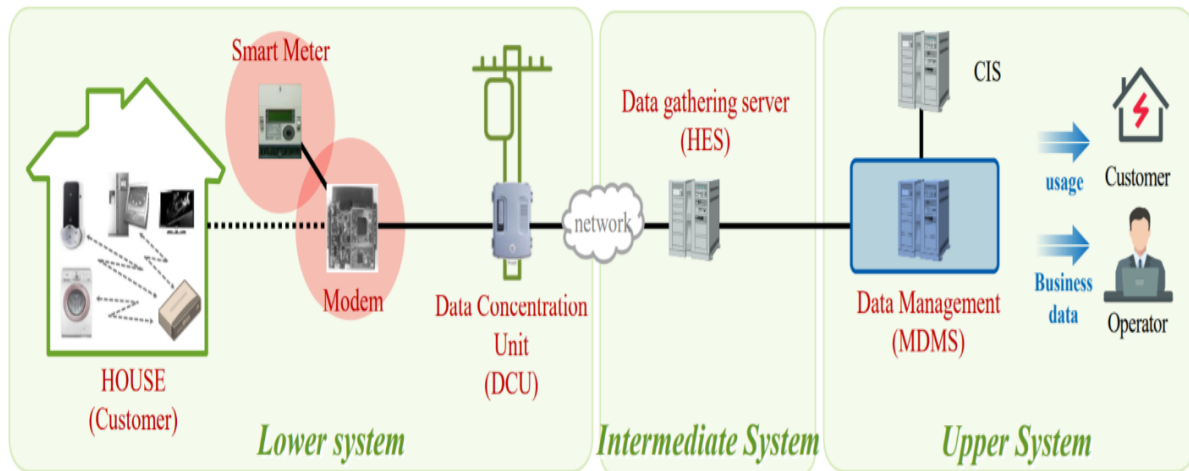 Smart Meter
Modem
HOUSE
(Customer)
Data Concentration
Unit
(DCU)
Lower system
network
Data gathering server
(HES)
Intermediate System
CIS
Data Management
(MDMS)
usage
Customer
Business
data
Operator
Upper System